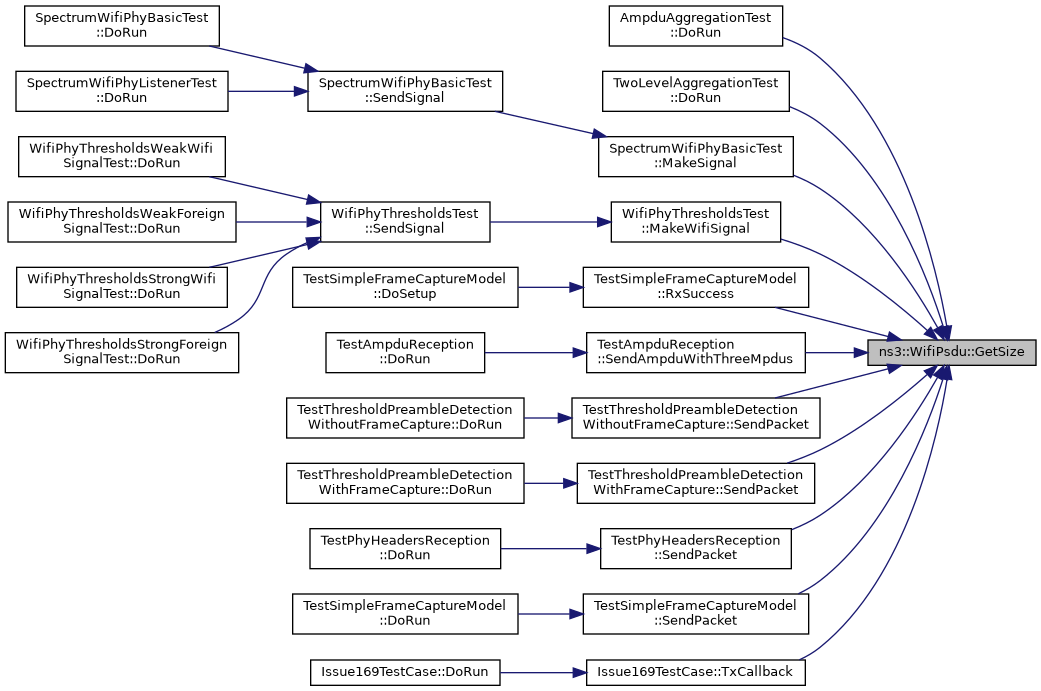 SpectrumWifiPhyBasicTest
::DoRun
SpectrumWifiPhyListenerTest
::DoRun
WifiPhyThresholdsWeakWifi
SignalTest::DoRun
WifiPhyThresholdsWeakForeign
SignalTest::DoRun
WifiPhyThresholdsStrongWifi
SignalTest::DoRun
WifiPhyThresholdsStrongForeign
SignalTest::DoRun
SpectrumWifiPhyBasicTest
::SendSignal
WifiPhyThresholdsTest
::SendSignal
TestSimpleFrameCaptureModel
::DoSetup
TestAmpduReception
::DoRun
TestThresholdPreambleDetection
WithoutFrameCapture::DoRun
TestThresholdPreambleDetection
WithFrameCapture::DoRun
TestPhyHeadersReception
::DoRun
TestSimpleFrameCaptureModel
::DoRun
Issue169TestCase::DoRun
AmpduAggregationTest
::DoRun
TwoLevelAggregationTest
::DoRun
SpectrumWifiPhyBasicTest
::MakeSignal
WifiPhyThresholdsTest
::MakeWifiSignal
TestSimpleFrameCaptureModel
::RxSuccess
TestAmpduReception
::SendAmpduWithThreeMpdus
TestThresholdPreambleDetection
WithoutFrameCapture::SendPacket
TestThresholdPreambleDetection
WithFrameCapture::SendPacket
TestPhyHeadersReception
::SendPacket
TestSimpleFrameCaptureModel
::SendPacket
Issue169TestCase::TxCallback
ns3::WifiPsdu::GetSize